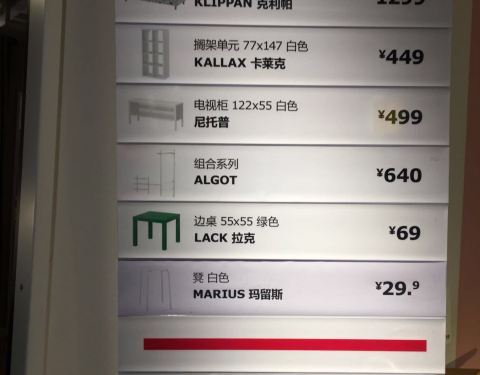 KLIPPAN 克利帕
1299
搁架单元 77x147 白色
KALLAX 卡莱克
¥449
电视柜 122x55 白色
尼托普
¥499
组合系列
ALGOT
¥640
边桌 55x55 绿色
LACK 拉克
¥69
凳 白色
MARIUS 玛留斯
¥29.9